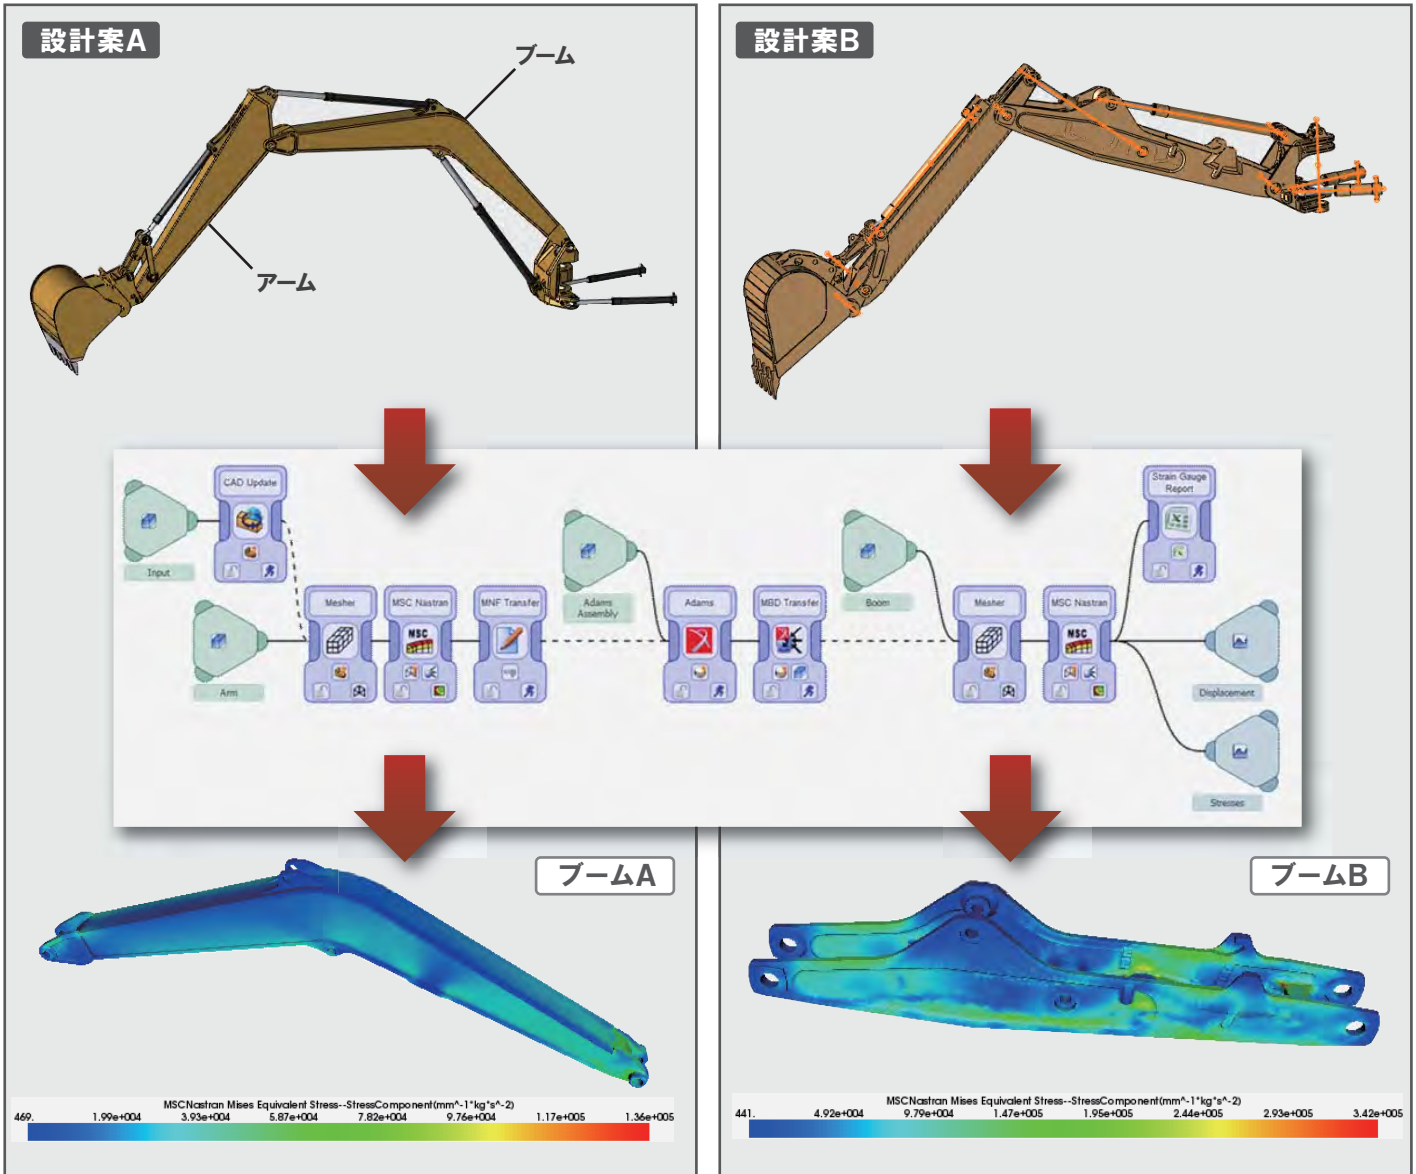 設計案A
ブーム
アーム
設計案B
CAD Update
Input
Arm
Mesher
MSC Nastran
MNF Transfer
Adams
Assembly
Adams
MBD Transfer
Boom
Mesher
MSC Nastran
Strain Gauge
Report
Displacement
Stresses
ブームA
MSCNastran Mises Equivalent Stress--StressComponent(mm^-1*kg*s^-2)
469. 1.99e+004 3.93e+004 5.87e+004 7.82e+004 9.76e+004 1.17e+005 1.36e+005
ブームB
MSCNastran Mises Equivalent Stress--StressComponent(mm^-1*kg*s^-2)
441. 4.92e+004 9.79e+004 1.47e+005 1.95e+005 2.44e+005 2.93e+005 3.42e+005